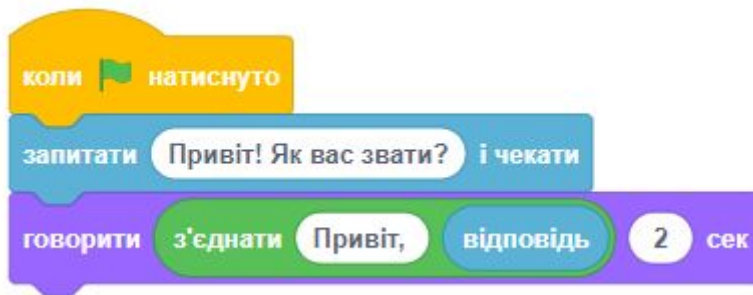 коли натиснуто
запитати Привіт! Як вас звати? і чекати
говорити з'єднати Привіт, відповідь 2 сек